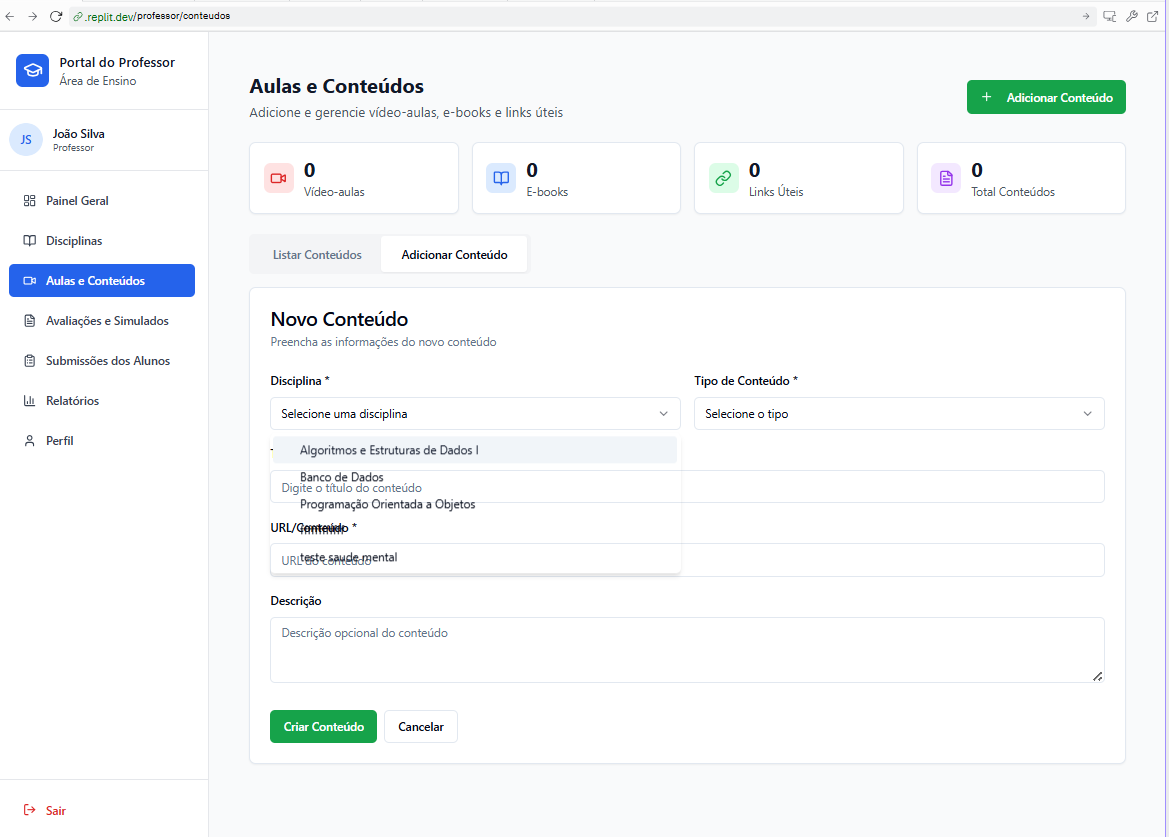 .replit.dev/professor/conteudos
Portal do Professor
Área de Ensino
JS
João Silva
Professor
Painel Geral
Disciplinas
Aulas e Conteúdos
Avaliações e Simulados
Submissões dos Alunos
Relatórios
Perfil
Sair
Aulas e Conteúdos
Adicione e gerencie vídeo-aulas, e-books e links úteis
+ Adicionar Conteúdo
0
Vídeo-aulas
0
E-books
0
Links Úteis
0
Total Conteúdos
Listar Conteúdos
Adicionar Conteúdo
Novo Conteúdo
Preencha as informações do novo conteúdo
Disciplina *
Selecione uma disciplina
Tipo de Conteúdo *
Selecione o tipo
Algoritmos e Estruturas de Dados I
Banco de Dados
Digite o título do conteúdo
Programação Orientada a Objetos
URL/Conteúdo *
teste saude mental
URL do conteúdo
Descrição
Descrição opcional do conteúdo
Criar Conteúdo
Cancelar